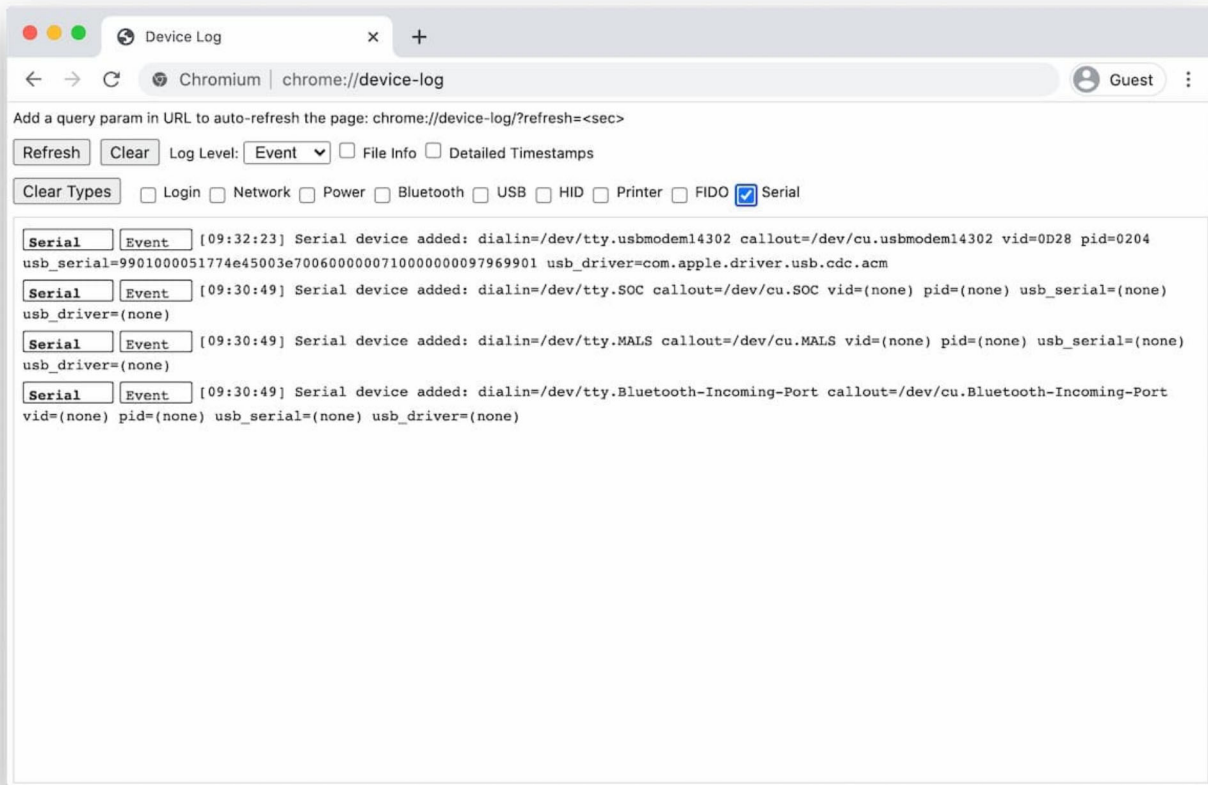 Device Log
Chromium | chrome://device-log
Guest
Add a query param in URL to auto-refresh the page: chrome://device-log/?refresh=<sec>
Refresh Clear Log Level: Event File Info Detailed Timestamps
Clear Types Login Network Power Bluetooth USB HID Printer FIDO Serial
Serial Event [09:32:23] Serial device added: dialin=/dev/tty.usbmodem14302 callout=/dev/cu.usbmodem14302 vid=0D28 pid=0204
usb_serial=9901000051774e45003e70060000000710000000097969901 usb_driver=com.apple.driver.usb.cdc.acm
Serial Event [09:30:49] Serial device added: dialin=/dev/tty.SOC callout=/dev/cu.SOC vid=(none) pid=(none) usb_serial=(none)
usb_driver=(none)
Serial Event [09:30:49] Serial device added: dialin=/dev/tty.MALS callout=/dev/cu.MALS vid=(none) pid=(none) usb_serial=(none)
usb_driver=(none)
Serial Event [09:30:49] Serial device added: dialin=/dev/tty.Bluetooth-Incoming-Port callout=/dev/cu.Bluetooth-Incoming-Port
vid=(none) pid=(none) usb_serial=(none) usb_driver=(none)